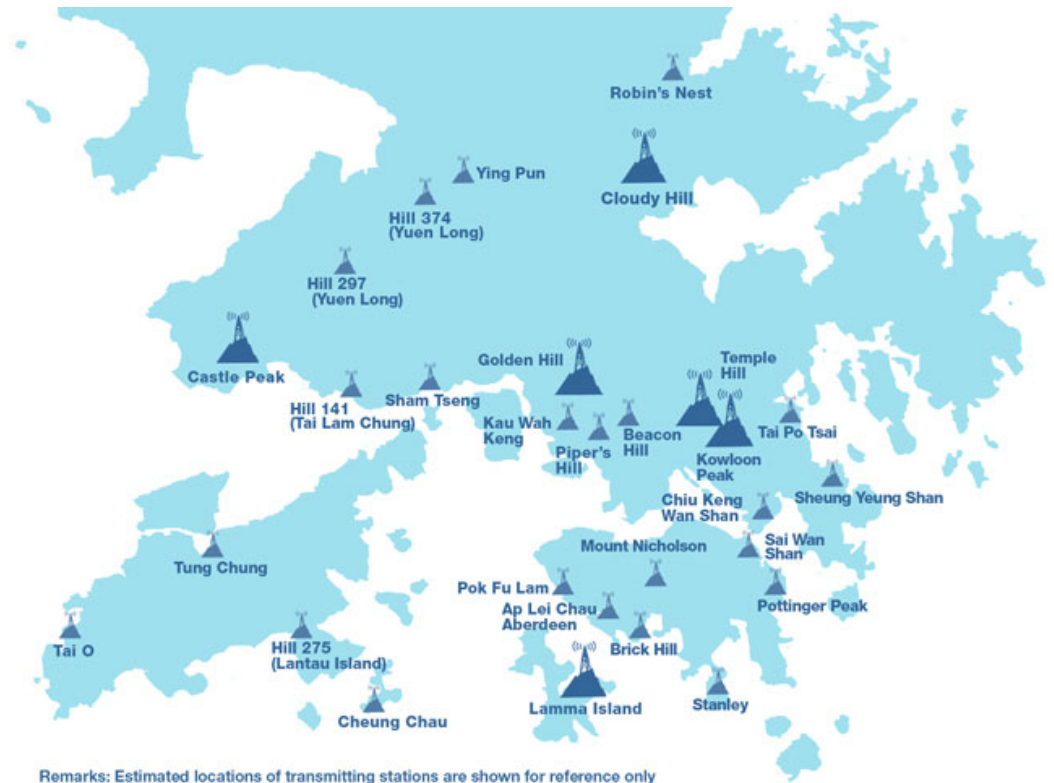 Robin's Nest
Ying Pun
Cloudy Hill
Hill 374
(Yuen Long)
Hill 297
(Yuen Long)
Castle Peak
Golden Hill
Temple
Hill
Sham Tseng
Hill 141
(Tai Lam Chung)
Kau Wah
Keng
Piper's
Hill
Beacon
Hill
Kowloon
Peak
Tai Po Tsai
Sheung Yeung Shan
Chiu Keng
Wan Shan
Sai Wan
Shan
Mount Nicholson
Tung Chung
Pok Fu Lam
Ap Lei Chau
Aberdeen
Pottinger Peak
Tai O
Hill 275
(Lantau Island)
Brick Hill
Lamma Island
Stanley
Cheung Chau
Remarks: Estimated locations of transmitting stations are shown for reference only